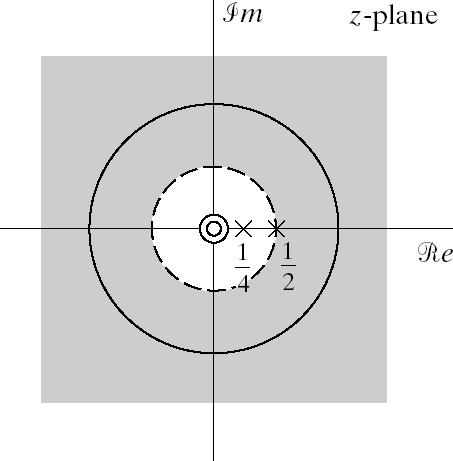 ℐm
z-plane
ℛe
1/4
1/2